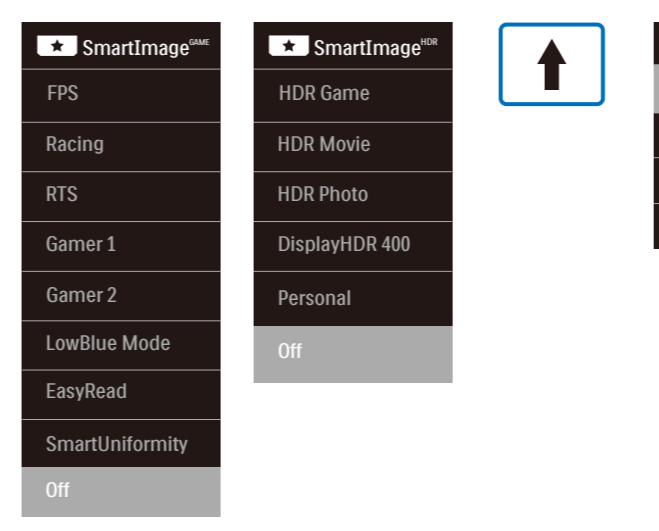 SmartImage GAME
FPS
Racing
RTS
Gamer 1
Gamer 2
LowBlue Mode
EasyRead
SmartUniformity
Off
SmartImage HDR
HDR Game
HDR Movie
HDR Photo
DisplayHDR 400
Personal
Off